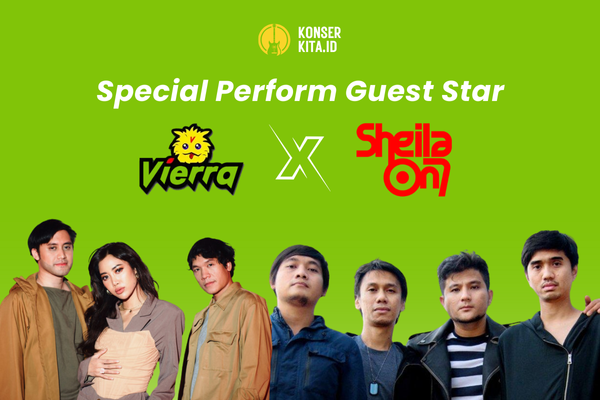 KONSER
KITA.ID
Special Perform Guest Star
Vierra
X
Sheila
On7